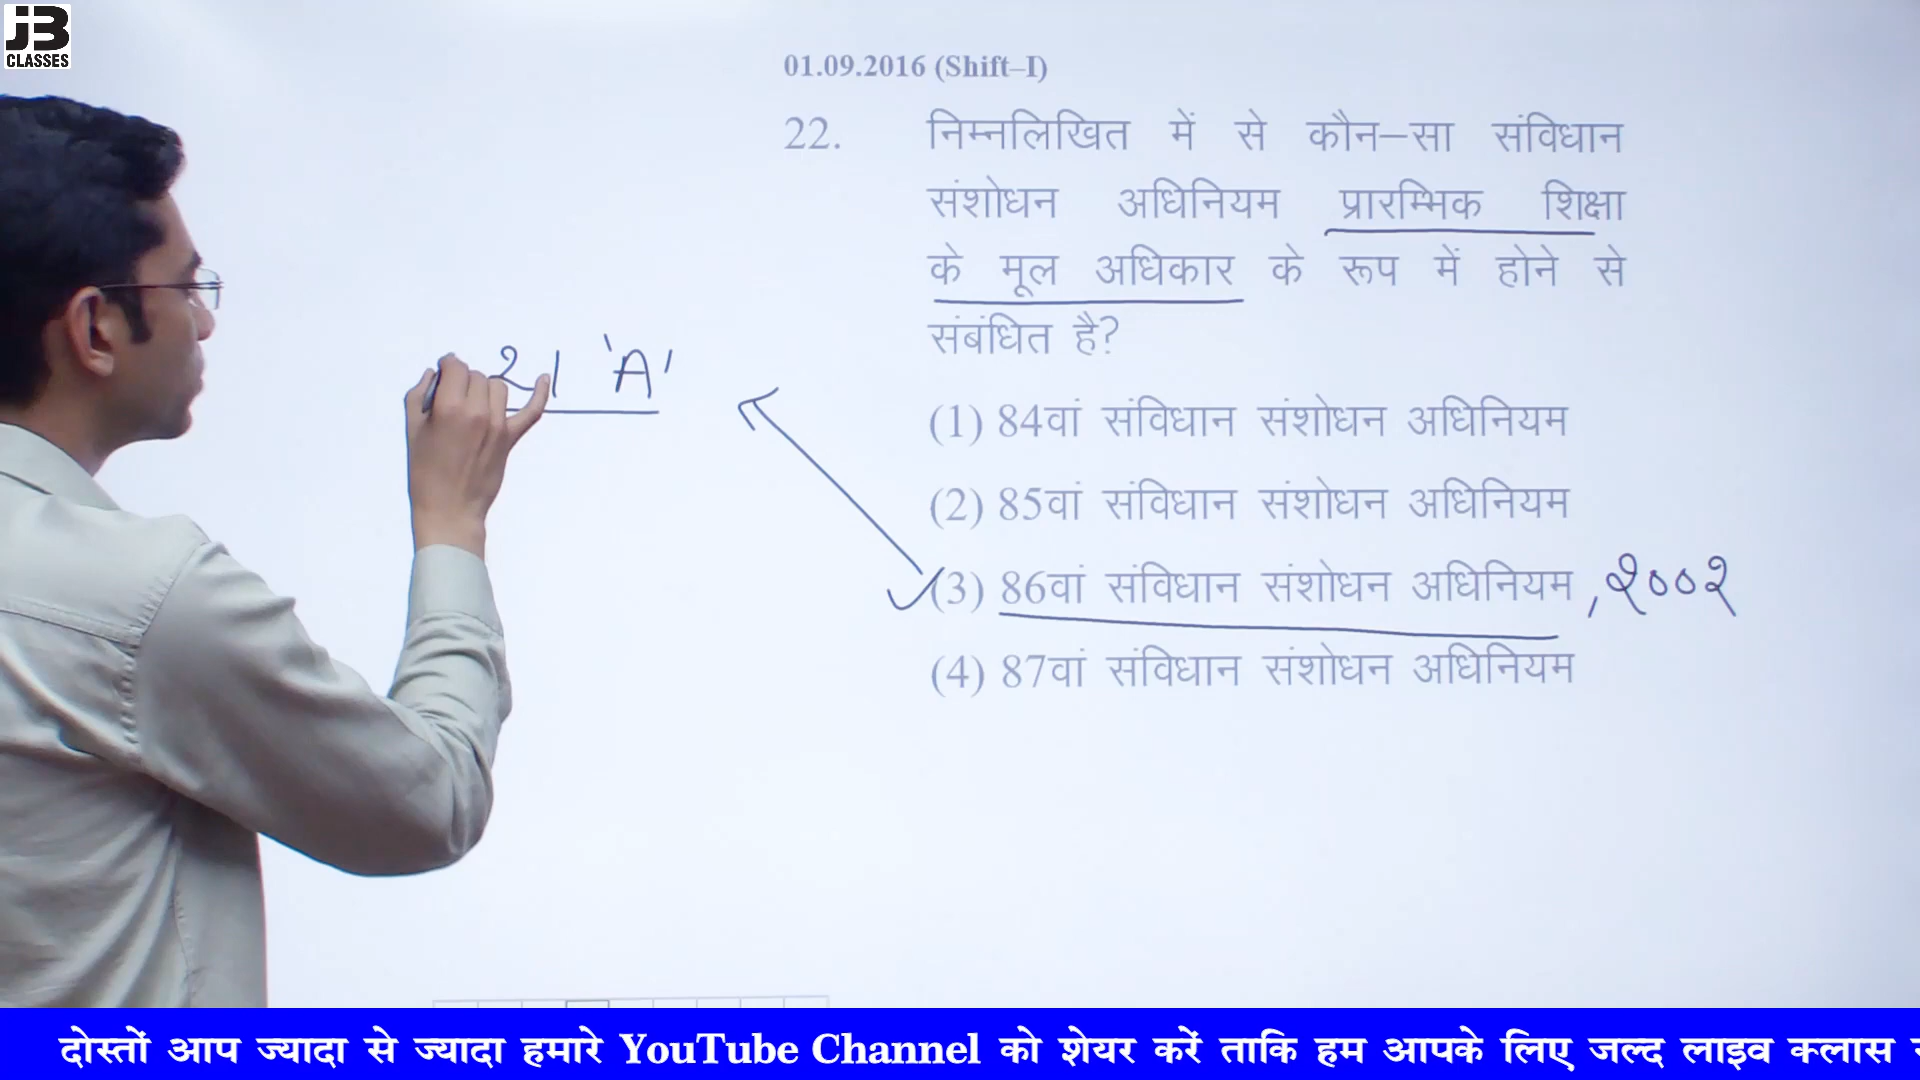 JB
CLASSES
01.09.2016 (Shift–I)
22. निम्नलिखित में से कौन–सा संविधान
संशोधन अधिनियम प्रारम्भिक शिक्षा
के मूल अधिकार के रूप में होने से
संबंधित है?
21 'A'
(1) 84वां संविधान संशोधन अधिनियम
(2) 85वां संविधान संशोधन अधिनियम
(3) 86वां संविधान संशोधन अधिनियम, २००२
(4) 87वां संविधान संशोधन अधिनियम
दोस्तों आप ज्यादा से ज्यादा हमारे YouTube Channel को शेयर करें ताकि हम आपके लिए जल्द लाइव क्लास